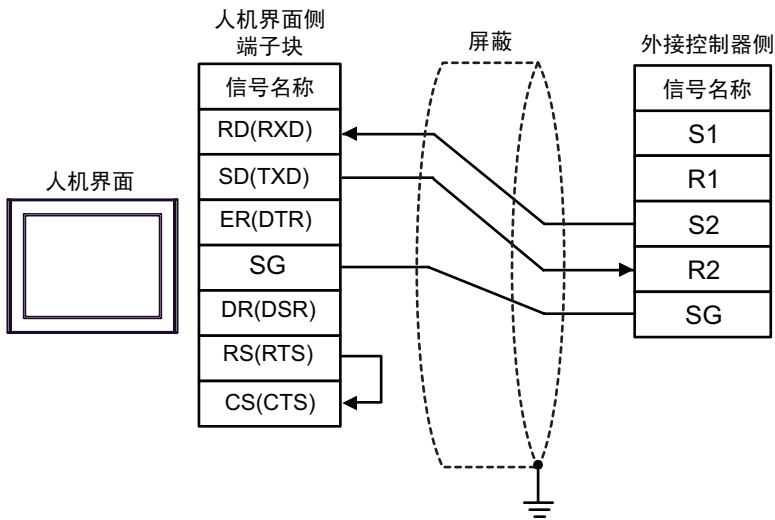 人机界面侧
端子块
屏蔽
外接控制器侧
人机界面
信号名称
RD(RXD)
SD(TXD)
ER(DTR)
SG
DR(DSR)
RS(RTS)
CS(CTS)
信号名称
S1
R1
S2
R2
SG